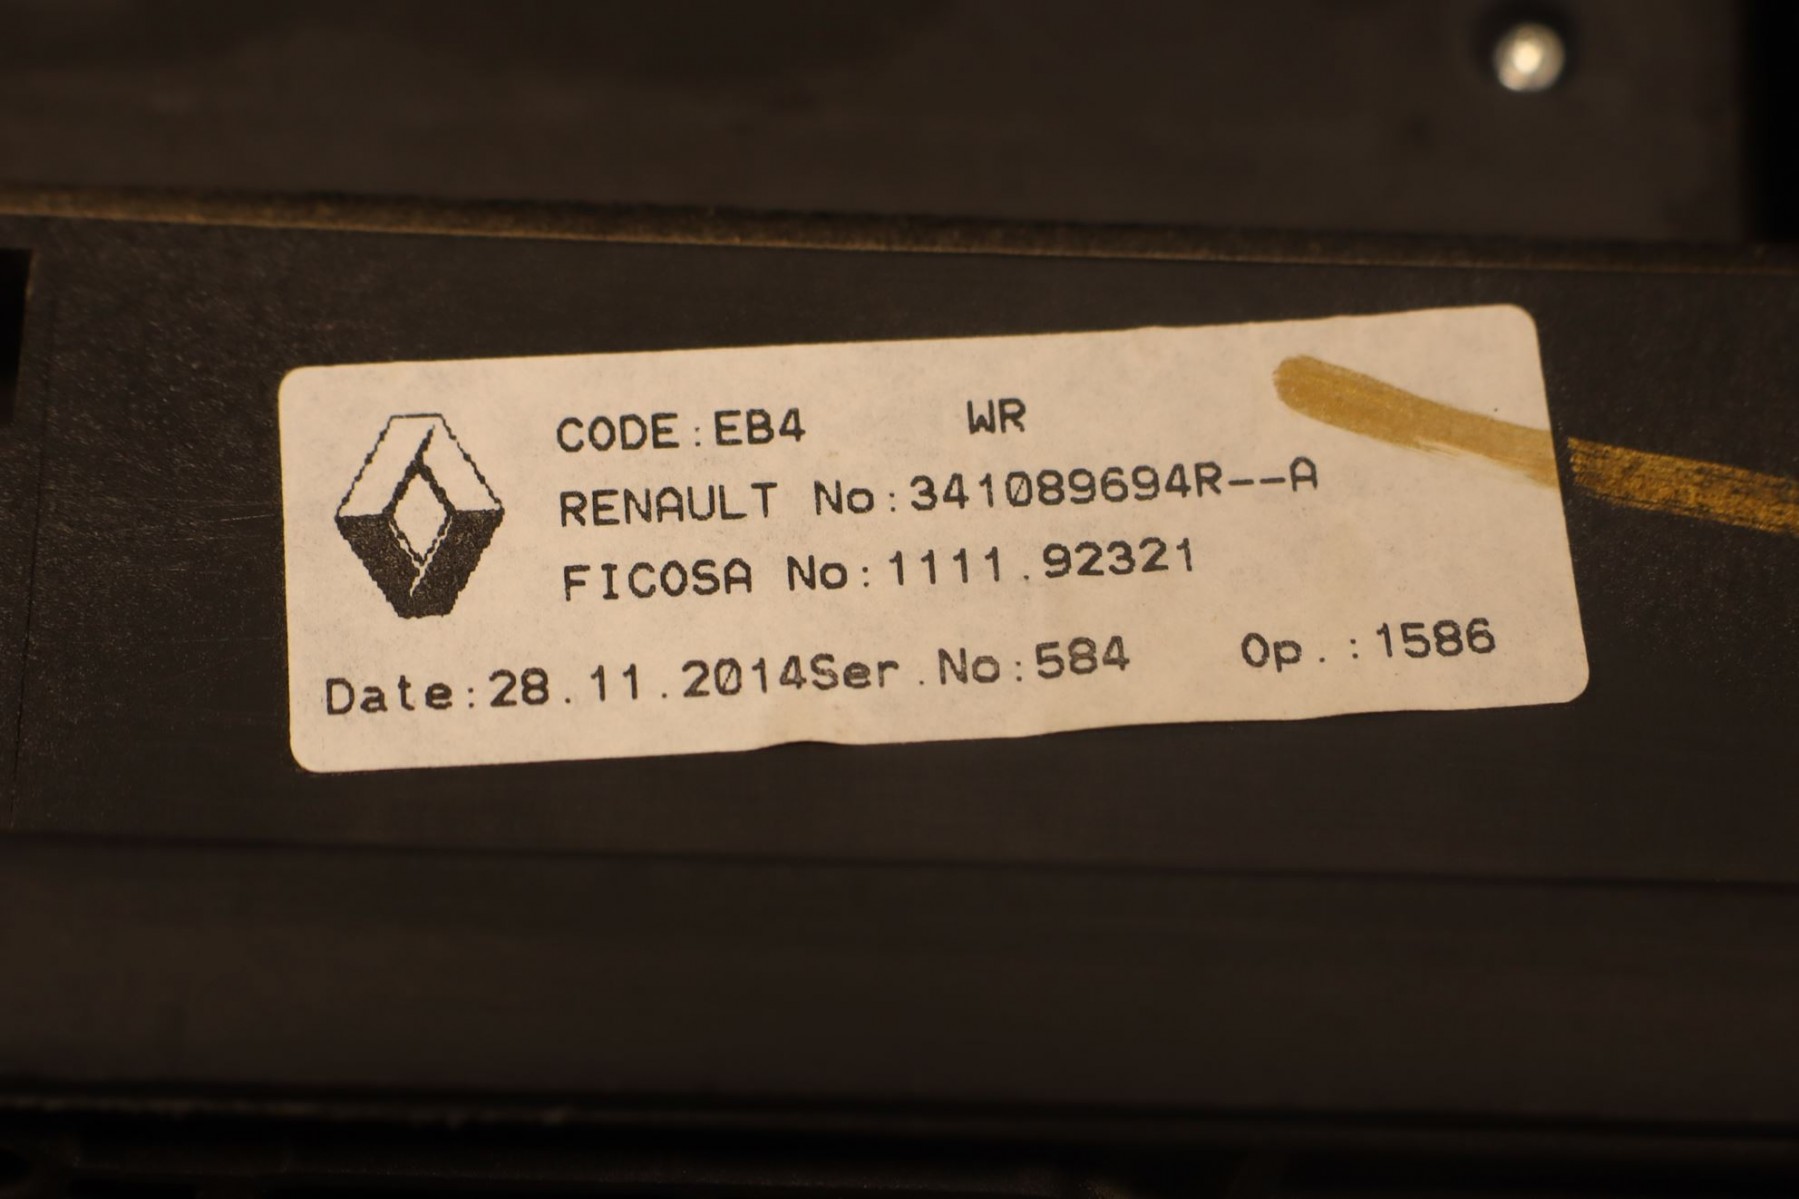 CODE:EB4 WR
RENAULT No:341089694R--A
FICOSA No:1111.92321
Date:28.11.2014Ser.No:584 Op.:1586